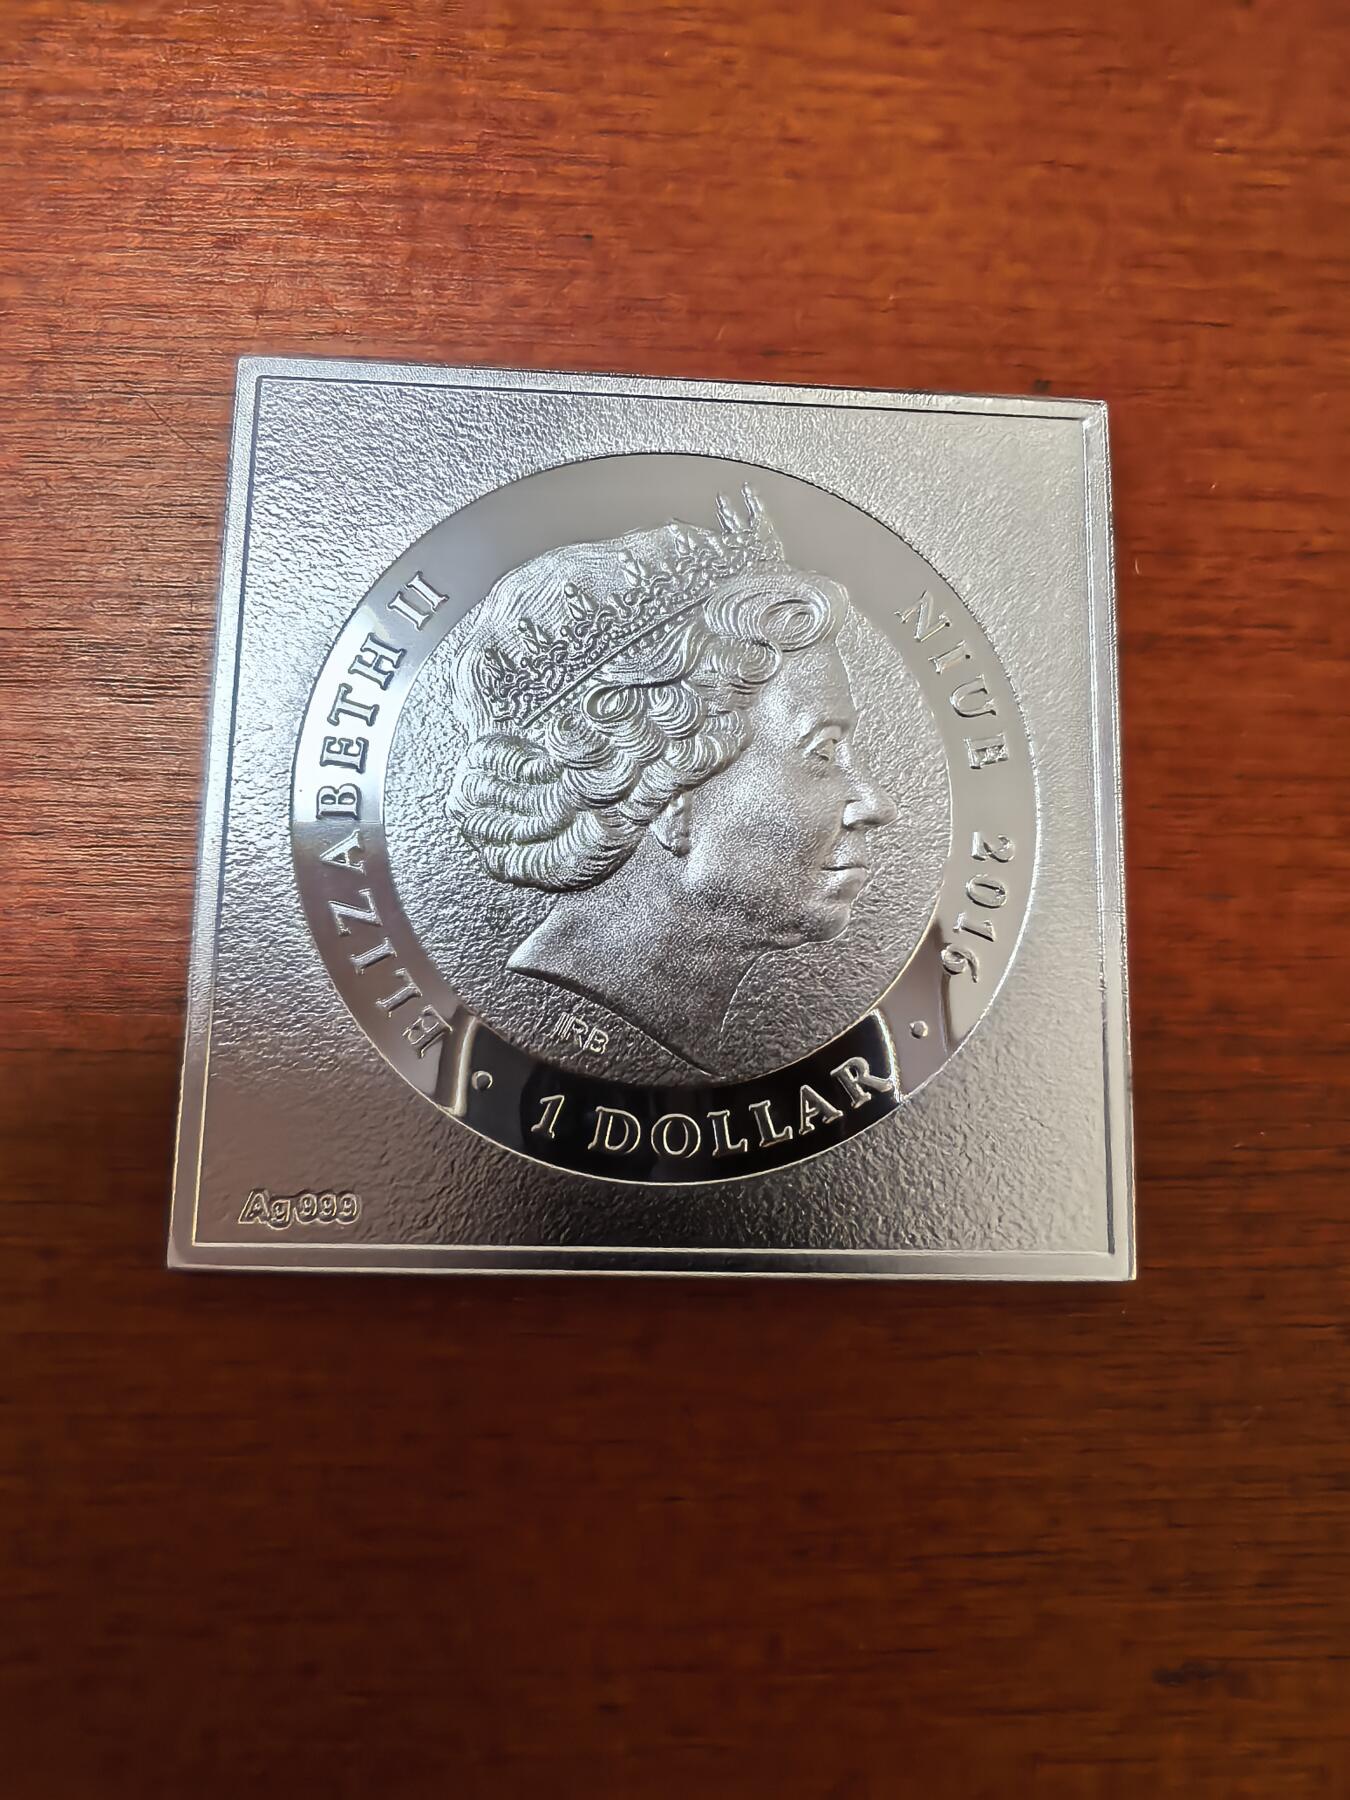 ELIZABETH II
NIUE 2016
• 1 DOLLAR •
IRB
Ag 999